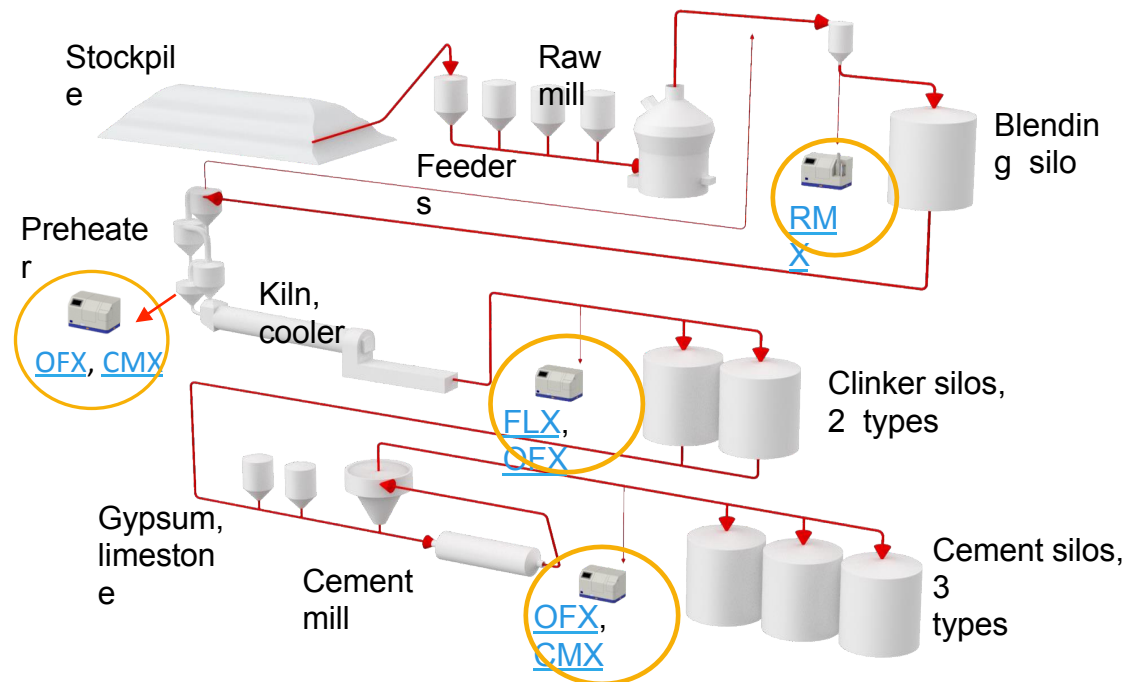 Stockpil
e
Raw
mill
Feeder
s
Blendin
g silo
RM
X
Preheate
r
OFX, CMX
Kiln,
cooler
FLX,
OFX
Clinker silos,
2 types
Gypsum,
limeston
e
Cement
mill
OFX,
CMX
Cement silos,
3
types